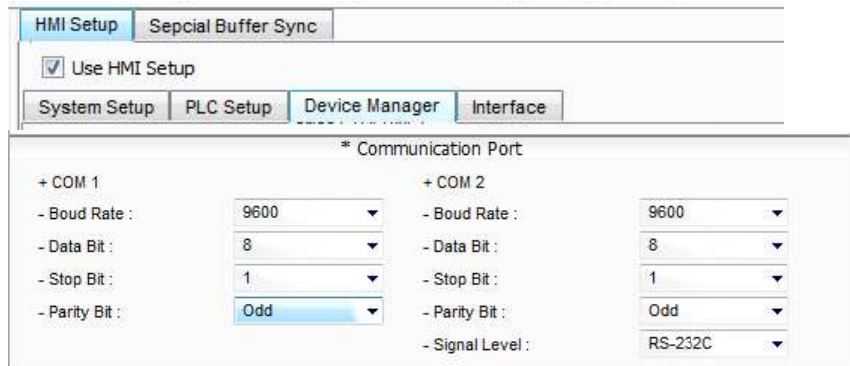 HMI Setup Sepcial Buffer Sync
Use HMI Setup
System Setup PLC Setup Device Manager Interface
* Communication Port
+ COM 1 + COM 2
- Boud Rate : 9600 - Boud Rate : 9600
- Data Bit : 8 - Data Bit : 8
- Stop Bit : 1 - Stop Bit : 1
- Parity Bit : Odd - Parity Bit : Odd
- Signal Level : RS-232C